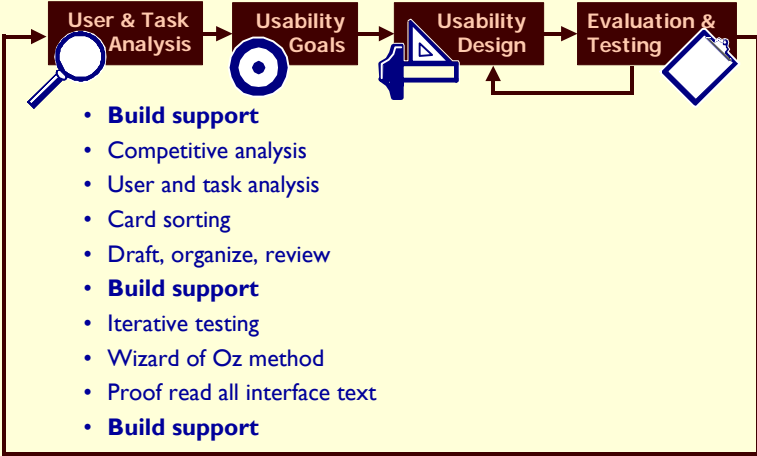 User & Task
Analysis
Usability
Goals
Usability
Design
Evaluation &
Testing
• Build support
• Competitive analysis
• User and task analysis
• Card sorting
• Draft, organize, review
• Build support
• Iterative testing
• Wizard of Oz method
• Proof read all interface text
• Build support